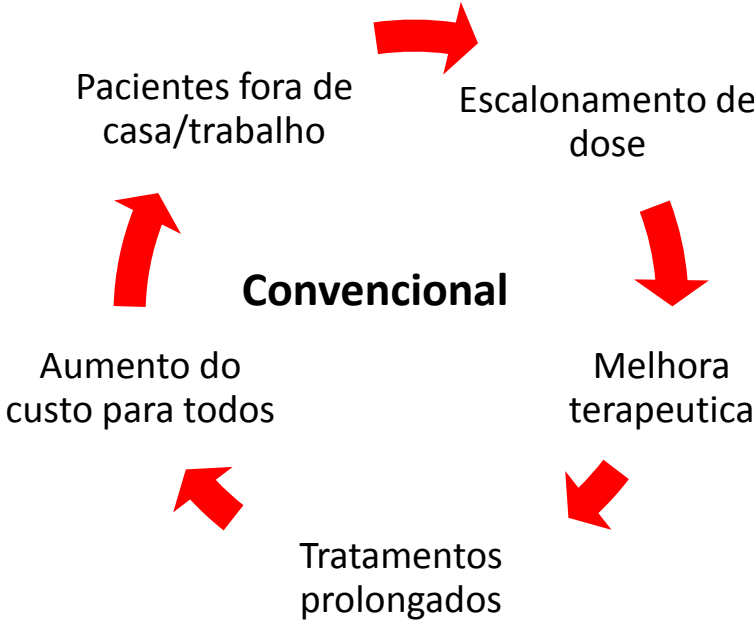 Pacientes fora de
casa/trabalho
Escalonamento de
dose
Convencional
Aumento do
custo para todos
Melhora
terapeutica
Tratamentos
prolongados